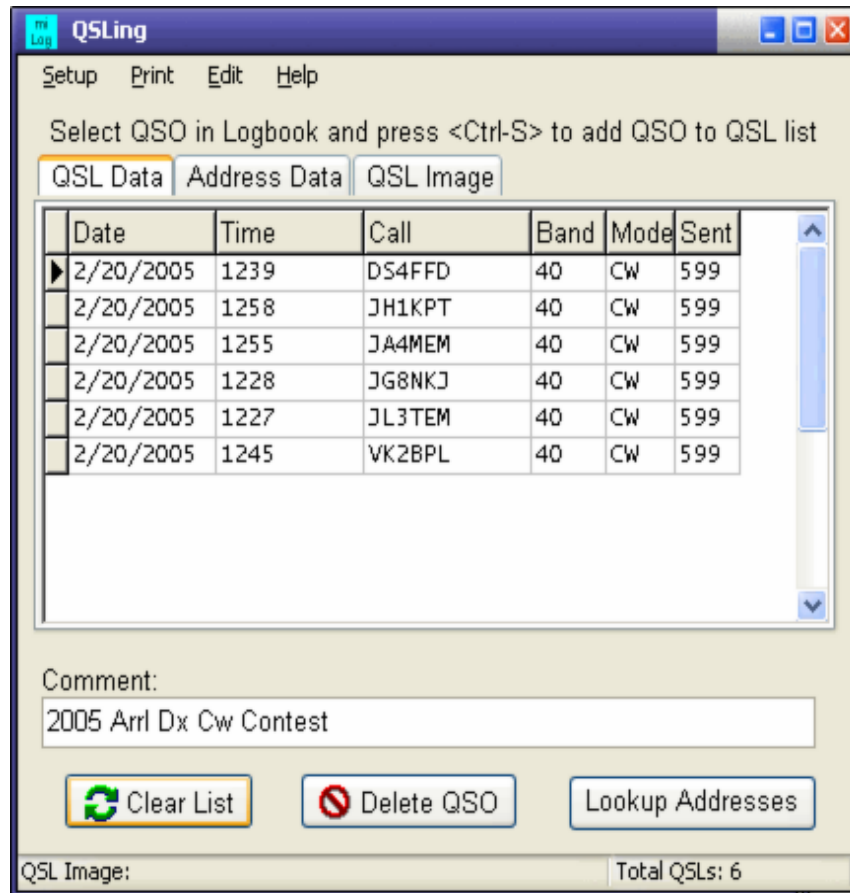 mi Log QSLing
Setup Print Edit Help
Select QSO in Logbook and press <Ctrl-S> to add QSO to QSL list
QSL Data Address Data QSL Image
Date Time Call Band Mode Sent
2/20/2005 1239 DS4FFD 40 CW 599
2/20/2005 1258 JH1KPT 40 CW 599
2/20/2005 1255 JA4MEM 40 CW 599
2/20/2005 1228 JG8NKJ 40 CW 599
2/20/2005 1227 JL3TEM 40 CW 599
2/20/2005 1245 VK2BPL 40 CW 599
Comment:
2005 Arrl Dx Cw Contest
Clear List Delete QSO Lookup Addresses
QSL Image: Total QSLs: 6